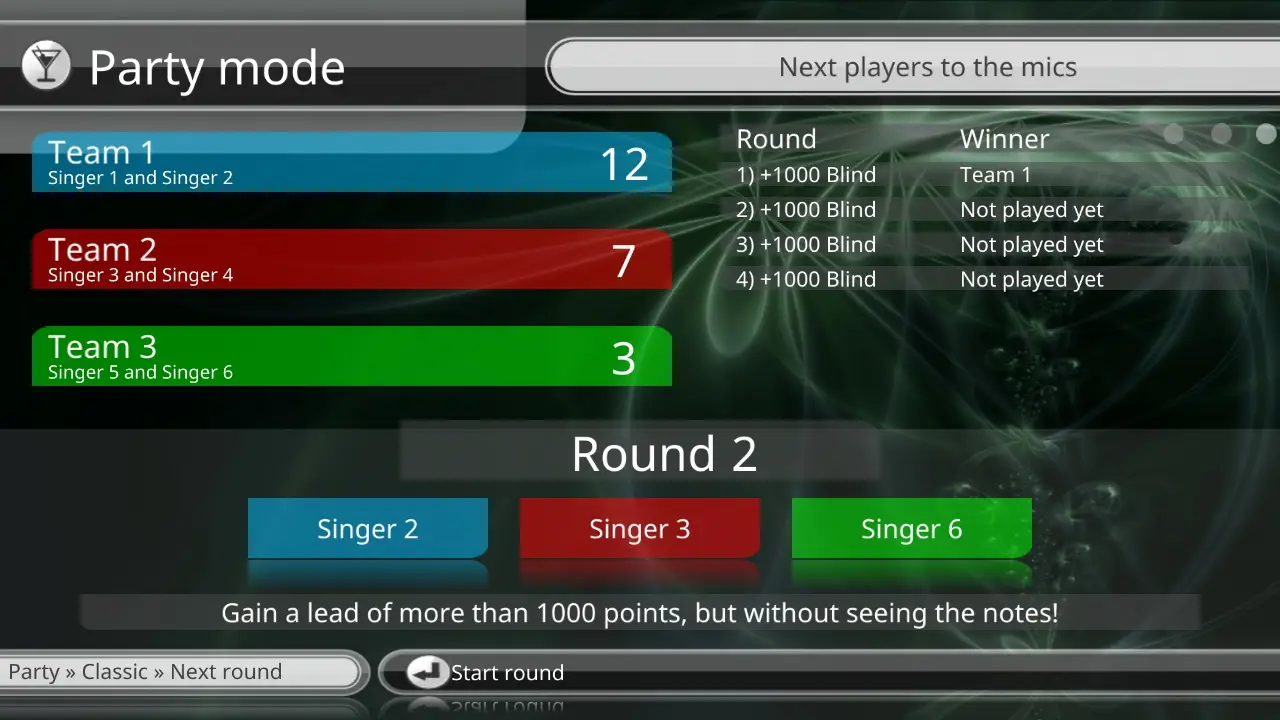 Party mode
Next players to the mics
Team 1
Singer 1 and Singer 2
12
Team 2
Singer 3 and Singer 4
7
Team 3
Singer 5 and Singer 6
3
Round Winner
1) +1000 Blind Team 1
2) +1000 Blind Not played yet
3) +1000 Blind Not played yet
4) +1000 Blind Not played yet
Round 2
Singer 2 Singer 3 Singer 6
Gain a lead of more than 1000 points, but without seeing the notes!
Party » Classic » Next round
Start round